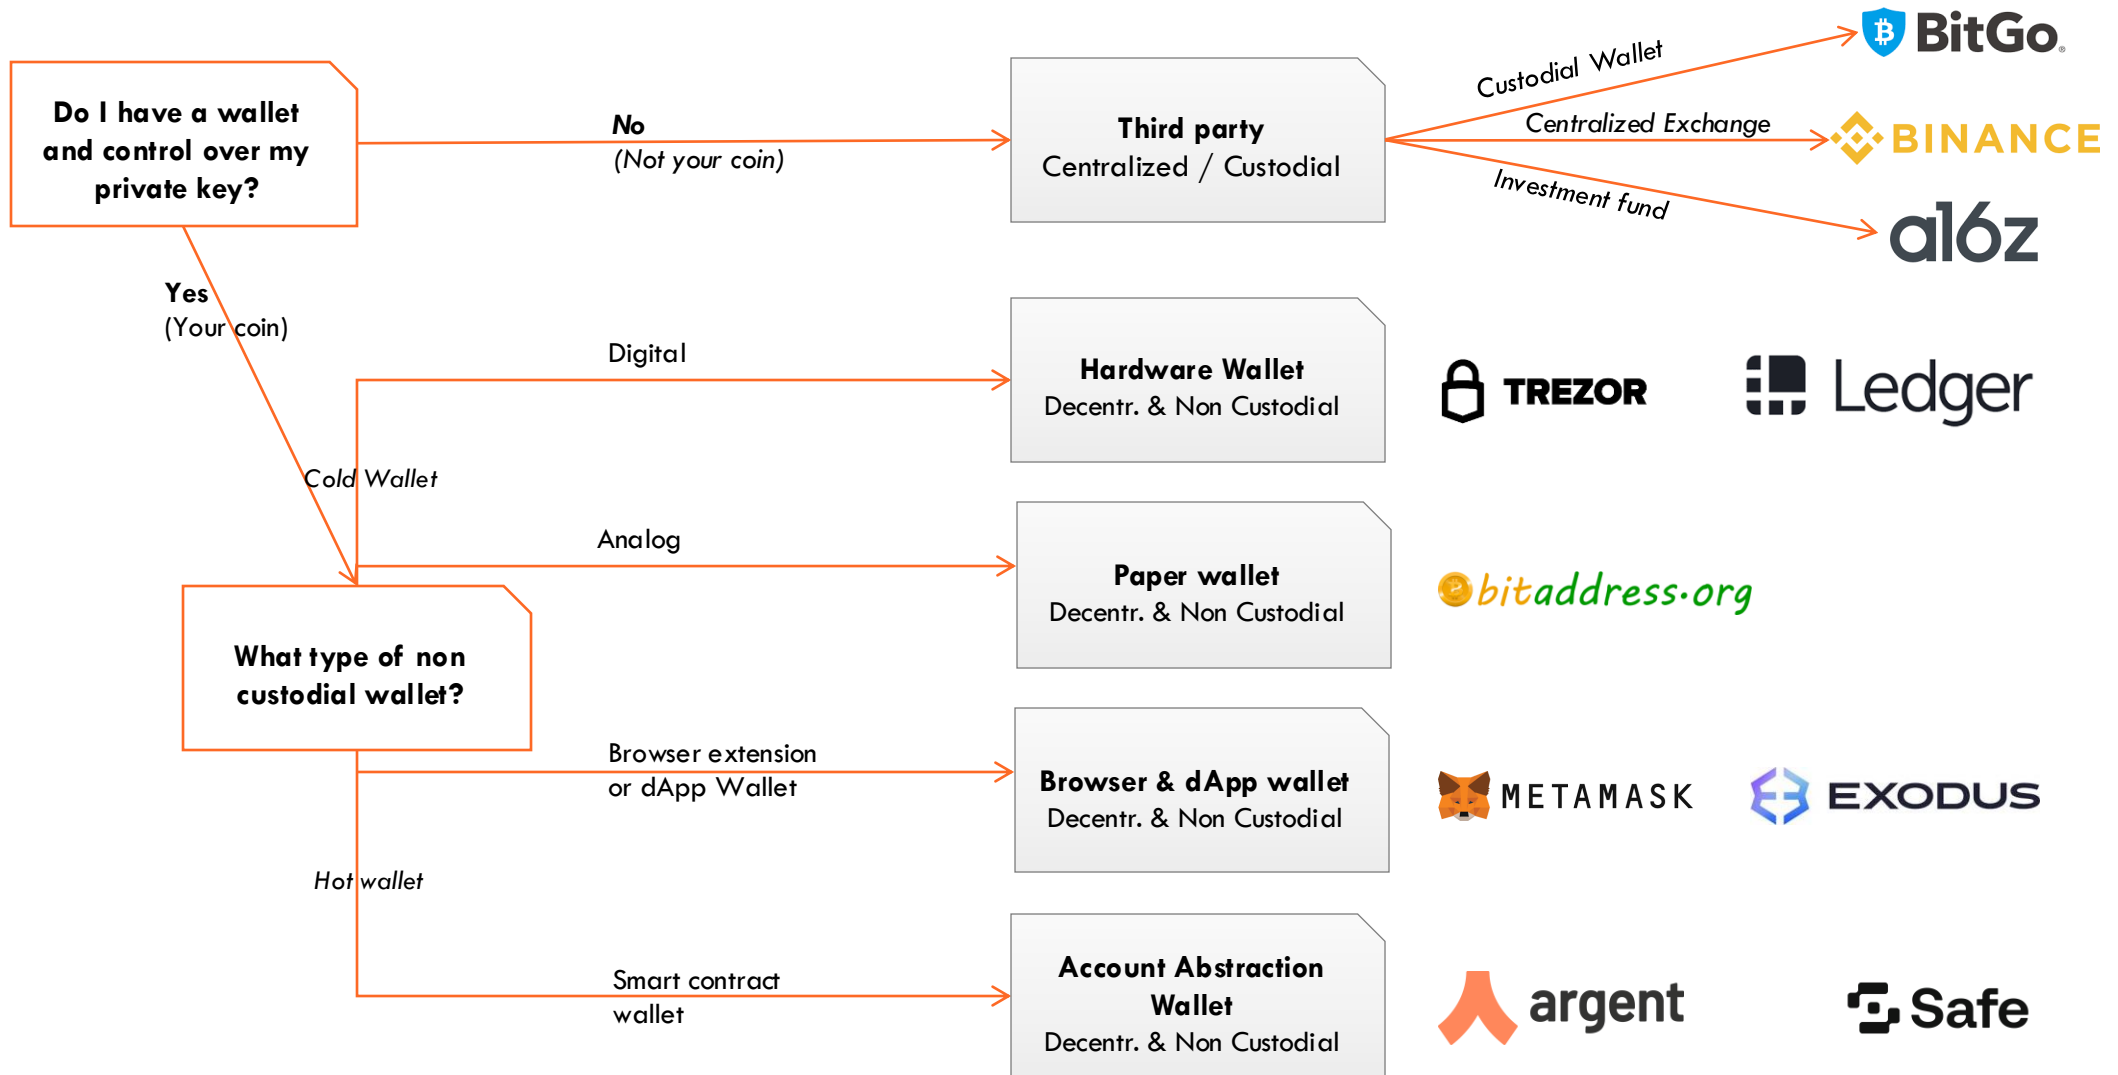 Do I have a wallet
and control over my
private key?
No
(Not your coin)
Third party
Centralized / Custodial
Custodial Wallet
BitGo
Centralized Exchange
BINANCE
Investment fund
a16z
Yes
(Your coin)
Digital
Hardware Wallet
Decentr. & Non Custodial
TREZOR
Ledger
Cold Wallet
Analog
Paper wallet
Decentr. & Non Custodial
bitaddress.org
What type of non
custodial wallet?
Browser extension
or dApp Wallet
Browser & dApp wallet
Decentr. & Non Custodial
METAMASK
EXODUS
Hot wallet
Smart contract
wallet
Account Abstraction
Wallet
Decentr. & Non Custodial
argent
Safe